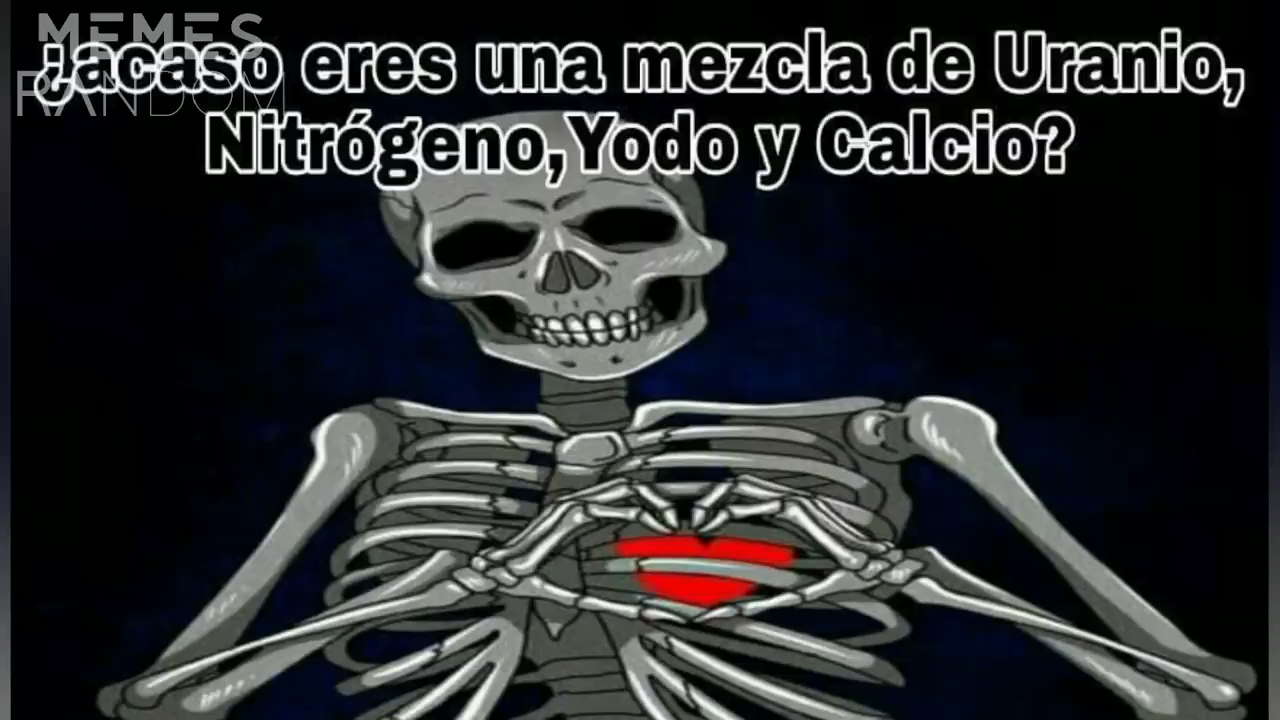 MEMES
RANDOM
¿acaso eres una mezcla de Uranio,
Nitrógeno,Yodo y Calcio?